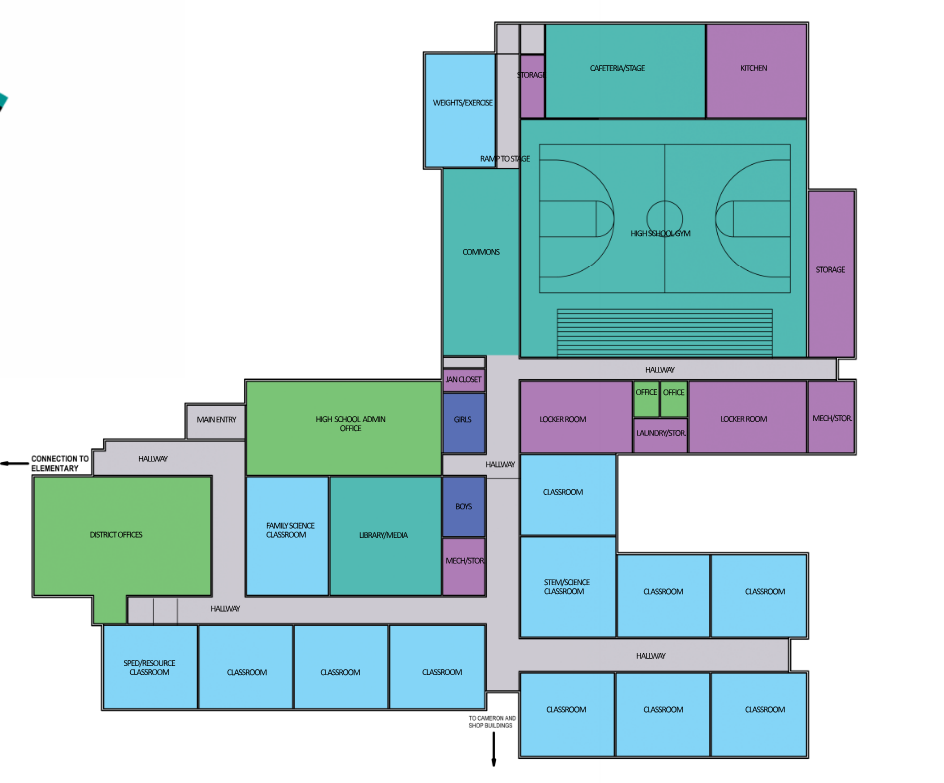 CAFETERIA/STAGE
KITCHEN
STORAGE
WEIGHTS/EXERCISE
RAMP TO STAGE
HIGH SCHOOL GYM
COMMONS
STORAGE
HALLWAY
JAN CLOSET
OFFICE
OFFICE
MAIN ENTRY
HIGH SCHOOL ADMIN
OFFICE
GIRLS
LOCKER ROOM
LOCKER ROOM
MECH/STOR.
LAUNDRY/STOR.
CONNECTION TO
ELEMENTARY
HALLWAY
HALLWAY
CLASSROOM
BOYS
FAMILY SCIENCE
CLASSROOM
LIBRARY/MEDIA
DISTRICT OFFICES
MECH/STOR.
STEM/SCIENCE
CLASSROOM
CLASSROOM
CLASSROOM
HALLWAY
HALLWAY
SPED/RESOURCE
CLASSROOM
CLASSROOM
CLASSROOM
CLASSROOM
CLASSROOM
CLASSROOM
CLASSROOM
TO CAMERON AND
SHOP BUILDINGS